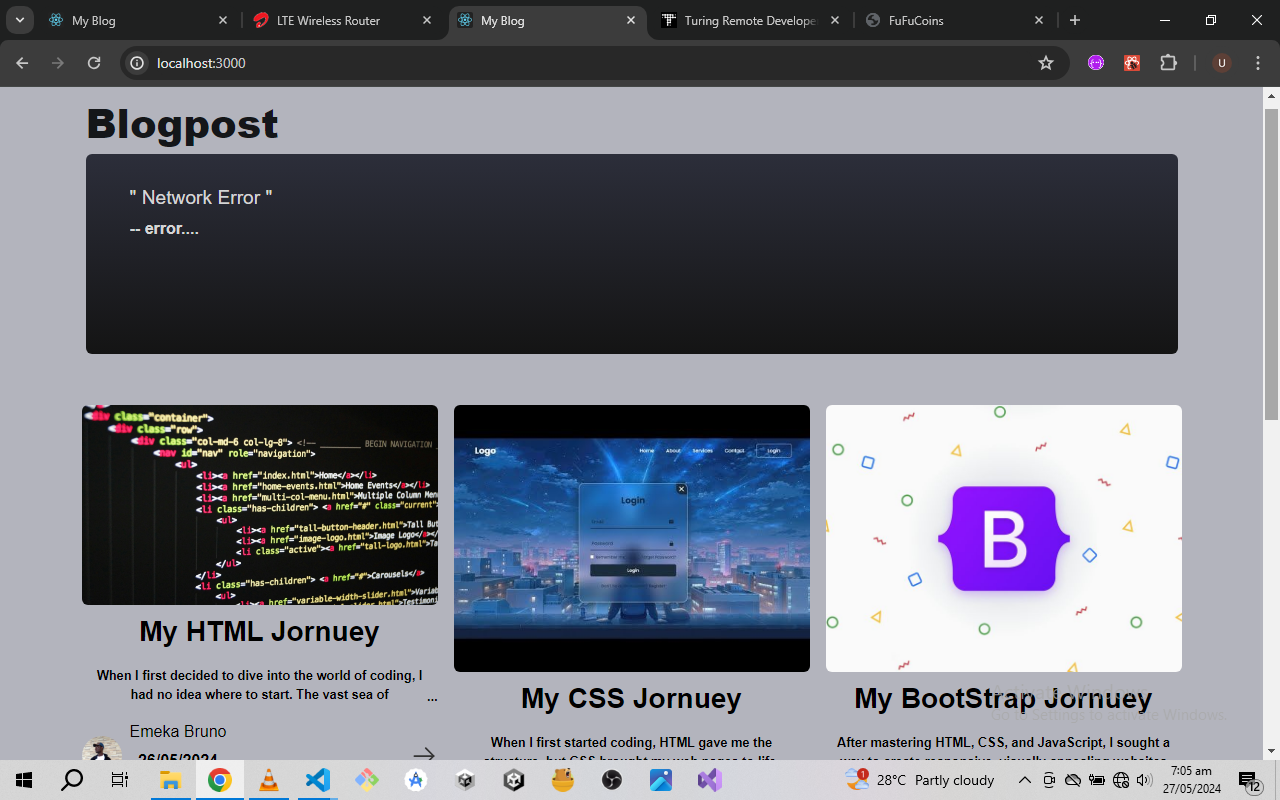 My Blog
LTE Wireless Router
My Blog
Turing Remote Develope
FuFuCoins
localhost:3000
U
Blogpost
" Network Error "
-- error....
<div class="container">
<div class="row">
<div class="col-md-6 col-lg-8"> <!-- BEGIN NAVIGATION
<nav id="nav" role="navigation">
<ul>
<li><a href="index.html">Home</a></li>
<li><a href="home-events.html">Home Events</a></li>
<li><a href="multi-col-menu.html">Multiple Column Men
<li class="has-children"> <a href="#" class="current"
<ul>
<li><a href="tall-button-header.html">Tall But
<li><a href="image-logo.html">Image Logo</a></
<li class="active"><a href="tall-logo.html">Ta
</ul>
</li>
<li class="has-children"> <a href="#">Carousels</a>
<ul>
<li><a href="variable-width-slider.html">Variab
Testimoni
Logo
Home About Services Contact Login
Login
Email
Password
Remember me Forgot Password?
Login
B
My HTML Jornuey
When I first decided to dive into the world of coding, I
had no idea where to start. The vast sea of ...
Emeka Bruno
26/05/2024
My CSS Jornuey
When I first started coding, HTML gave me the
structure, but CSS brought my web pages to life
My BootStrap Jornuey
After mastering HTML, CSS, and JavaScript, I sought a
way to create responsive, visually appealing websites
Activate Windows
Go to Settings to activate Windows.
1
28°C Partly cloudy
7:05 am
27/05/2024
12